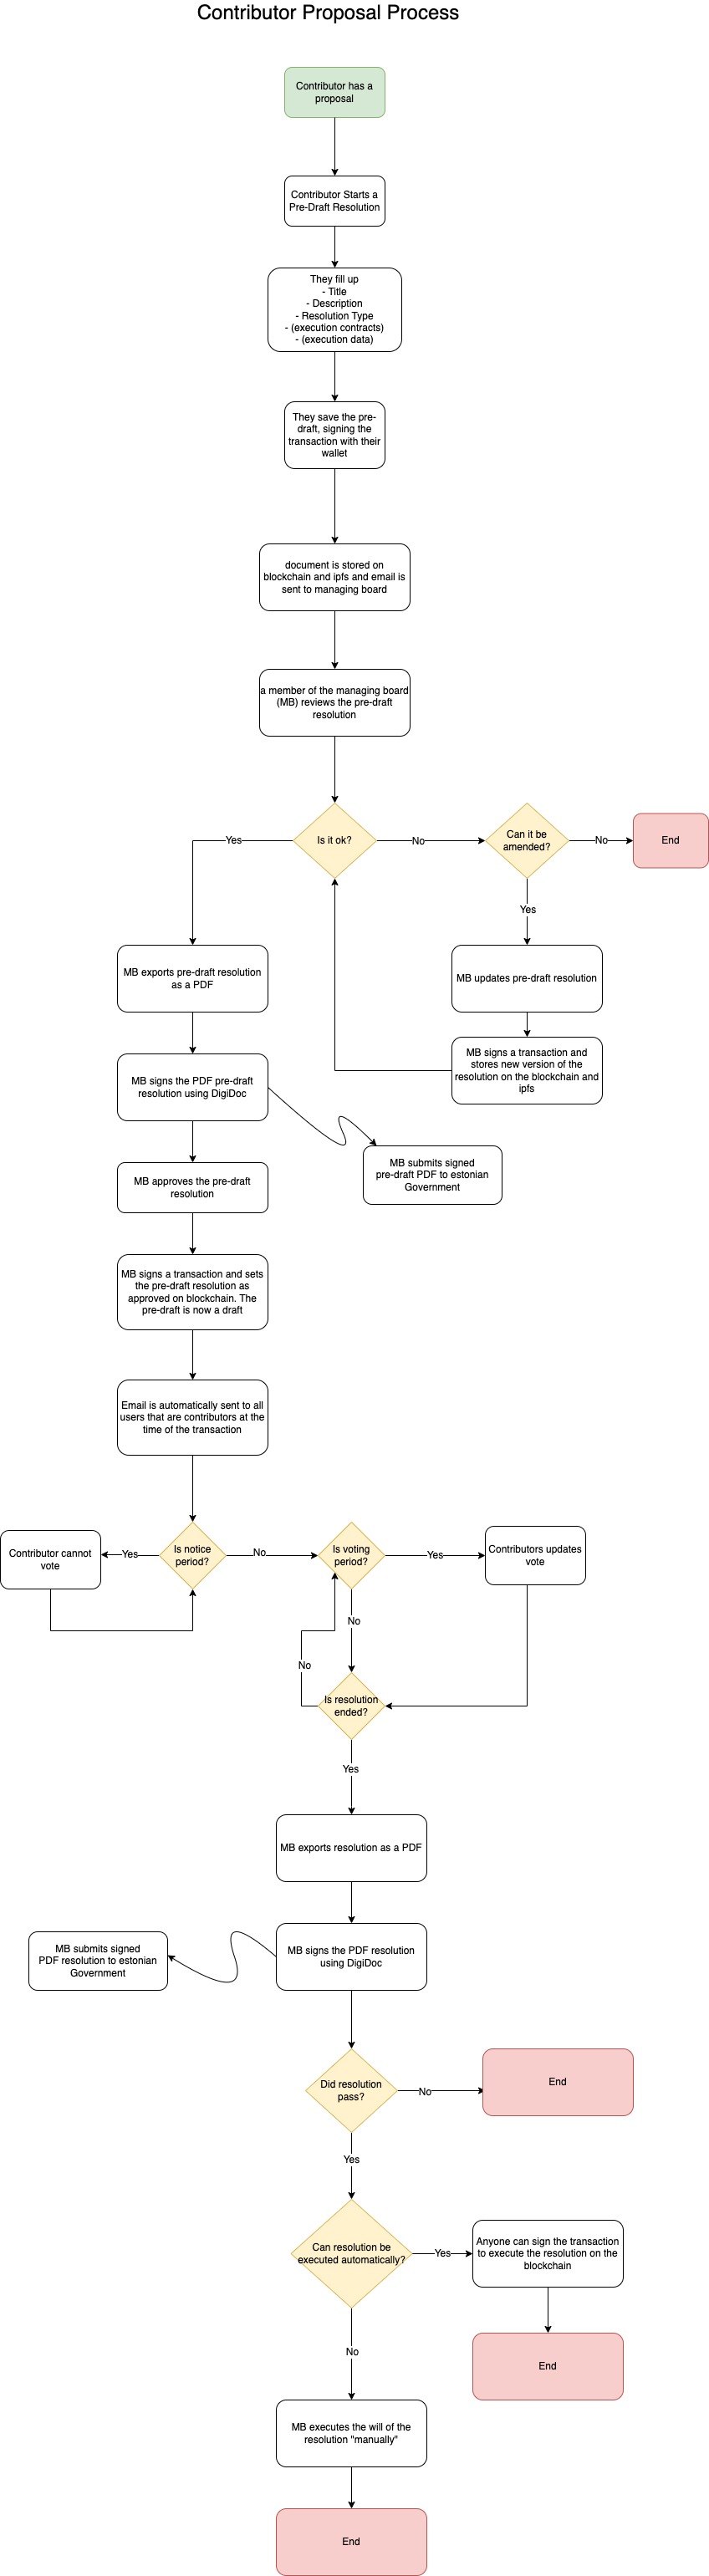 Contributor Proposal Process
Contributor has a
proposal
Contributor Starts a
Pre-Draft Resolution
They fill up
- Title
- Description
- Resolution Type
- (execution contracts)
- (execution data)
They save the pre-
draft, signing the
transaction with their
wallet
document is stored on
blockchain and ipfs and email is
sent to managing board
a member of the managing board
(MB) reviews the pre-draft
resolution
Is it ok?
Yes
No
Can it be
amended?
No
End
Yes
MB exports pre-draft resolution
as a PDF
MB updates pre-draft resolution
MB signs a transaction and
stores new version of the
resolution on the blockchain and
ipfs
MB signs the PDF pre-draft
resolution using DigiDoc
MB submits signed
pre-draft PDF to estonian
Government
MB approves the pre-draft
resolution
MB signs a transaction and sets
the pre-draft resolution as
approved on blockchain. The
pre-draft is now a draft
Email is automatically sent to all
users that are contributors at the
time of the transaction
Contributor cannot
vote
Yes
Is notice
period?
No
Is voting
period?
Yes
Contributors updates
vote
No
No
Is resolution
ended?
Yes
MB exports resolution as a PDF
MB signs the PDF resolution
using DigiDoc
MB submits signed
PDF resolution to estonian
Government
Did resolution
pass?
No
End
Yes
Can resolution be
executed automatically?
Yes
Anyone can sign the transaction
to execute the resolution on the
blockchain
End
No
MB executes the will of the
resolution "manually"
End